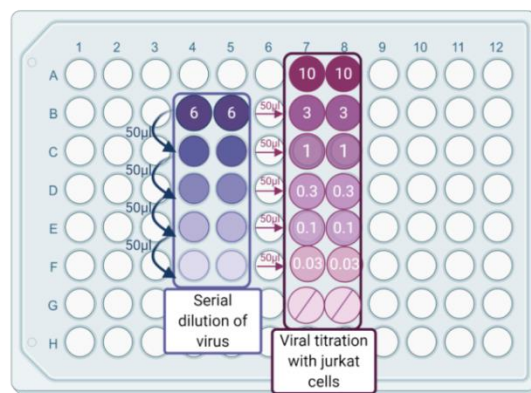 1 2 3 4 5 6 7 8 9 10 11 12
A 10 10
B 6 6 50µl 3 3
50µl
C 50µl 1 1
50µl
D 50µl 0.3 0.3
50µl
E 50µl 0.1 0.1
50µl
F 50µl 0.03 0.03
G
H
Serial
dilution of
virus
Viral titration
with jurkat
cells